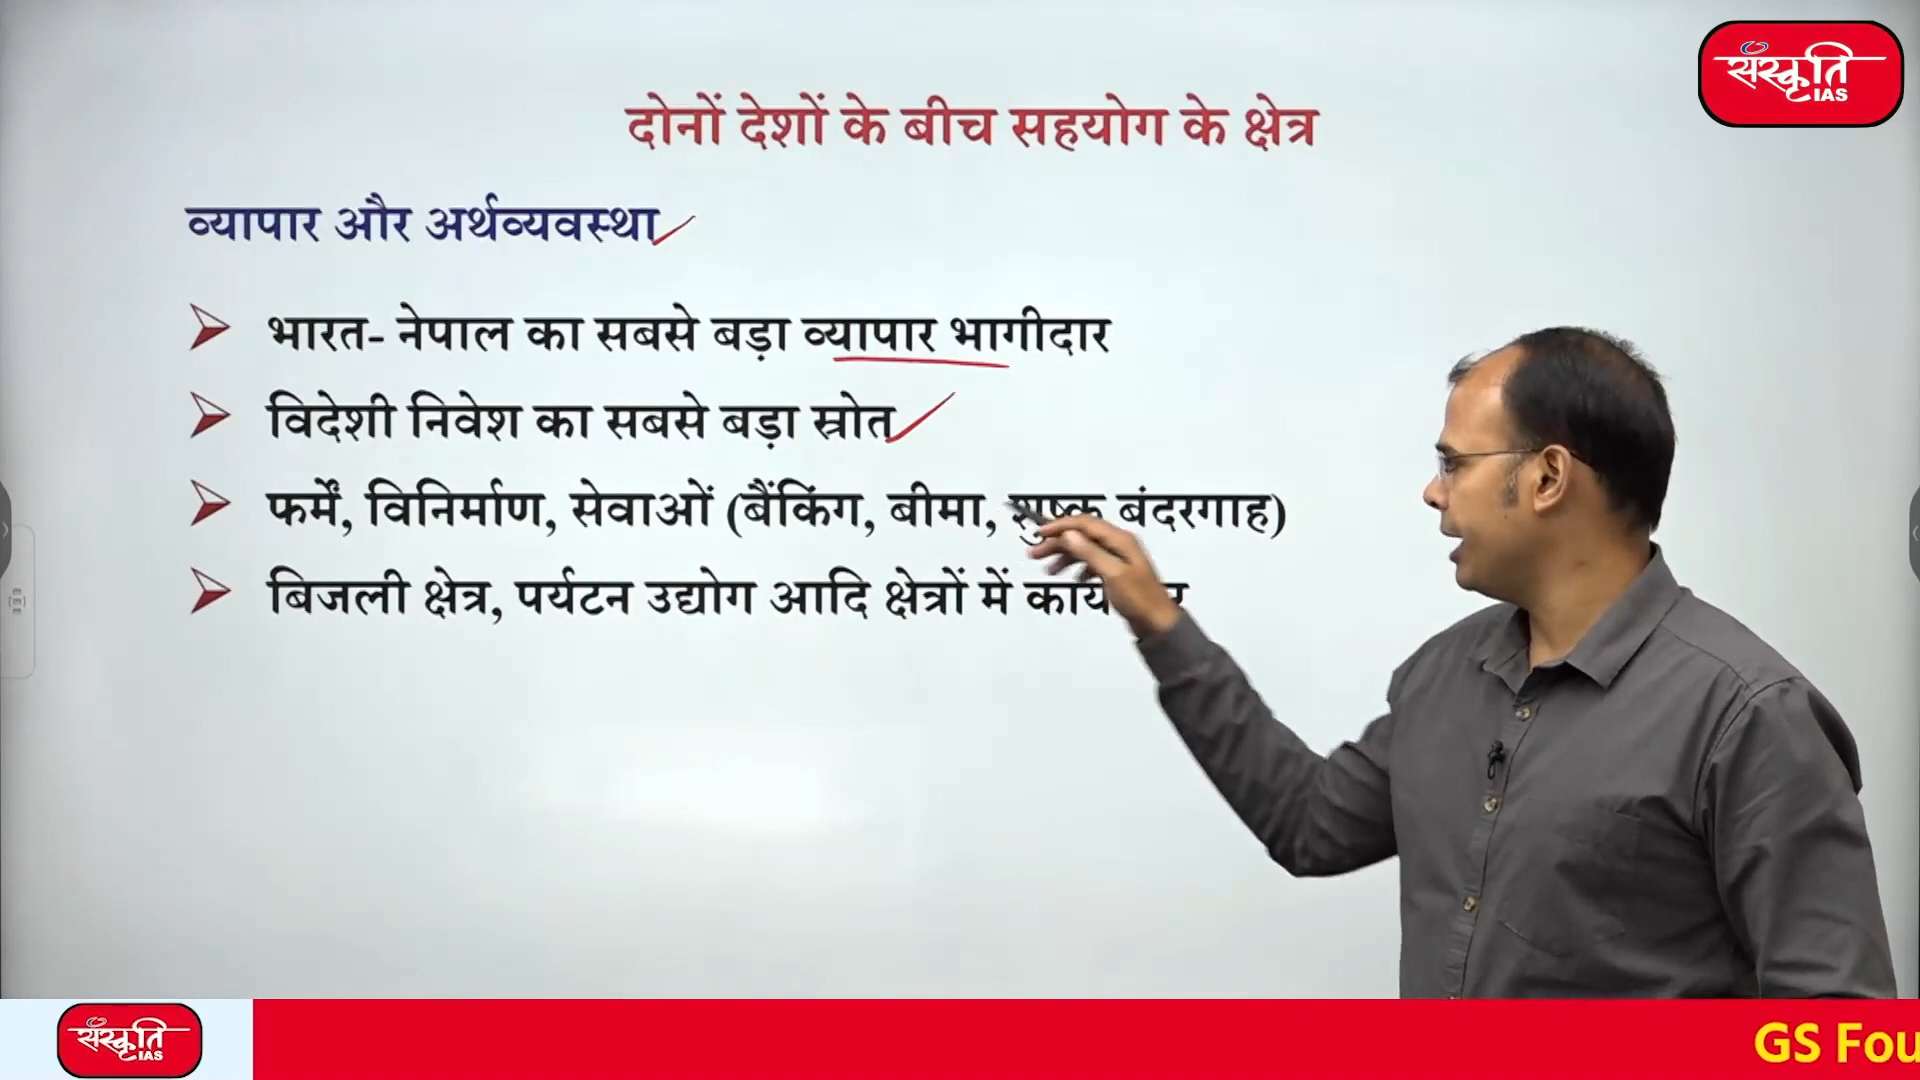 संस्कृति
IAS
दोनों देशों के बीच सहयोग के क्षेत्र
व्यापार और अर्थव्यवस्था
भारत- नेपाल का सबसे बड़ा व्यापार भागीदार
विदेशी निवेश का सबसे बड़ा स्रोत
फर्में, विनिर्माण, सेवाओं (बैंकिंग, बीमा, शुष्क बंदरगाह)
बिजली क्षेत्र, पर्यटन उद्योग आदि क्षेत्रों में
संस्कृति
IAS
GS Fou